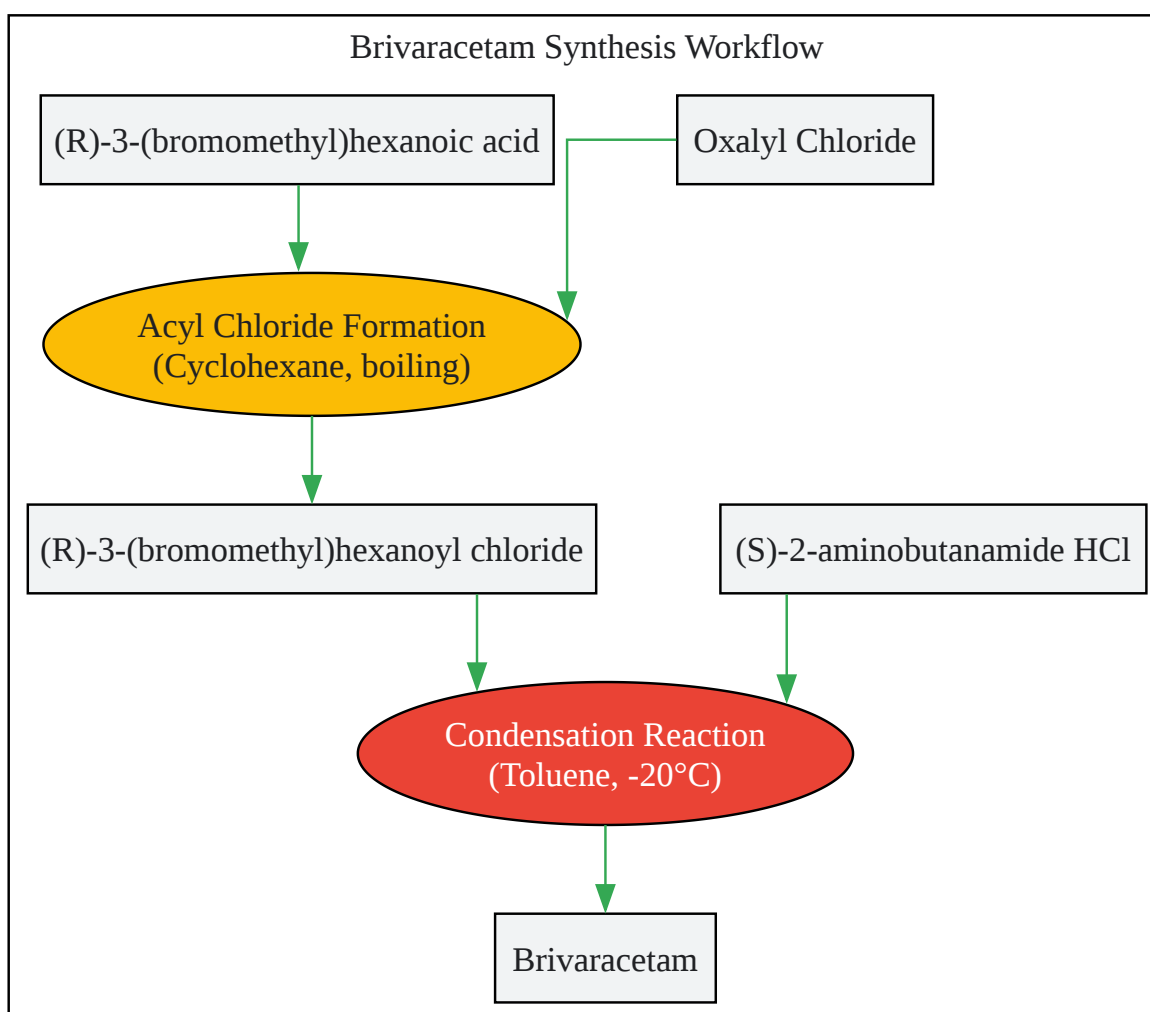 Brivaracetam Synthesis Workflow
(R)-3-(bromomethyl)hexanoic acid
Oxalyl Chloride
Acyl Chloride Formation
(Cyclohexane, boiling)
(R)-3-(bromomethyl)hexanoyl chloride
(S)-2-aminobutanamide HCl
Condensation Reaction
(Toluene, -20°C)
Brivaracetam